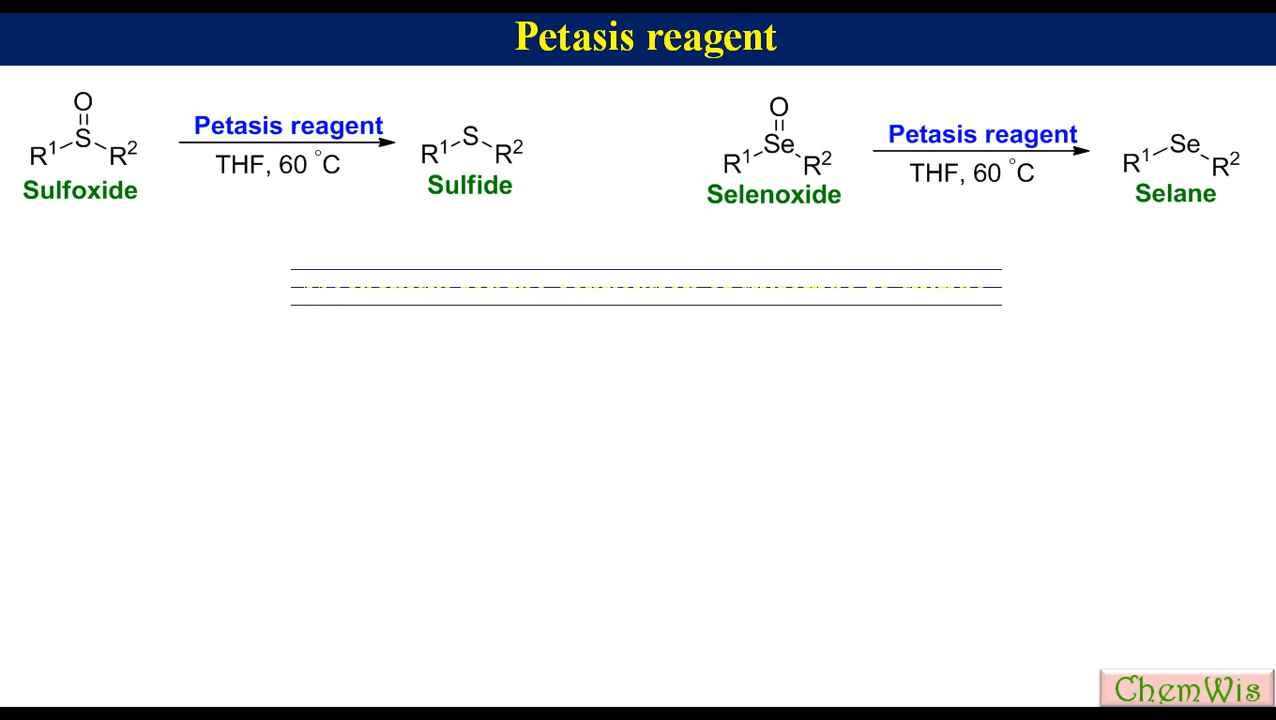 Petasis reagent
O
S
R1 R2
Sulfoxide
Petasis reagent
THF, 60 °C
S
R1 R2
Sulfide
O
Se
R1 R2
Selenoxide
Petasis reagent
THF, 60 °C
Se
R1 R2
Selane
ChemWis